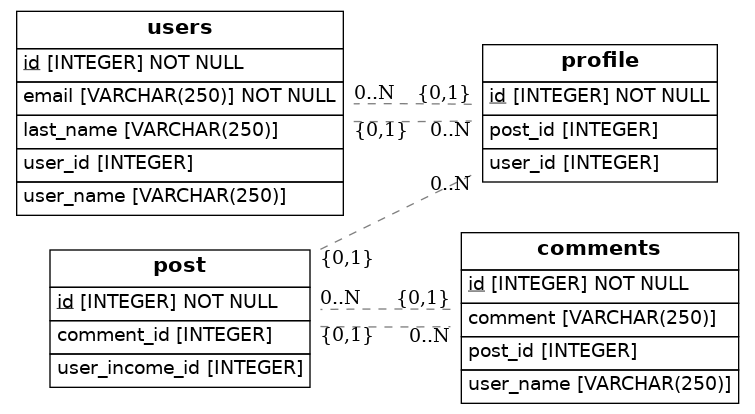 users
id [INTEGER] NOT NULL
email [VARCHAR(250)] NOT NULL
last_name [VARCHAR(250)]
user_id [INTEGER]
user_name [VARCHAR(250)]
0..N {0,1}
{0,1} 0..N
profile
id [INTEGER] NOT NULL
post_id [INTEGER]
user_id [INTEGER]
0..N
{0,1}
post
id [INTEGER] NOT NULL
comment_id [INTEGER]
user_income_id [INTEGER]
0..N {0,1}
{0,1} 0..N
comments
id [INTEGER] NOT NULL
comment [VARCHAR(250)]
post_id [INTEGER]
user_name [VARCHAR(250)]